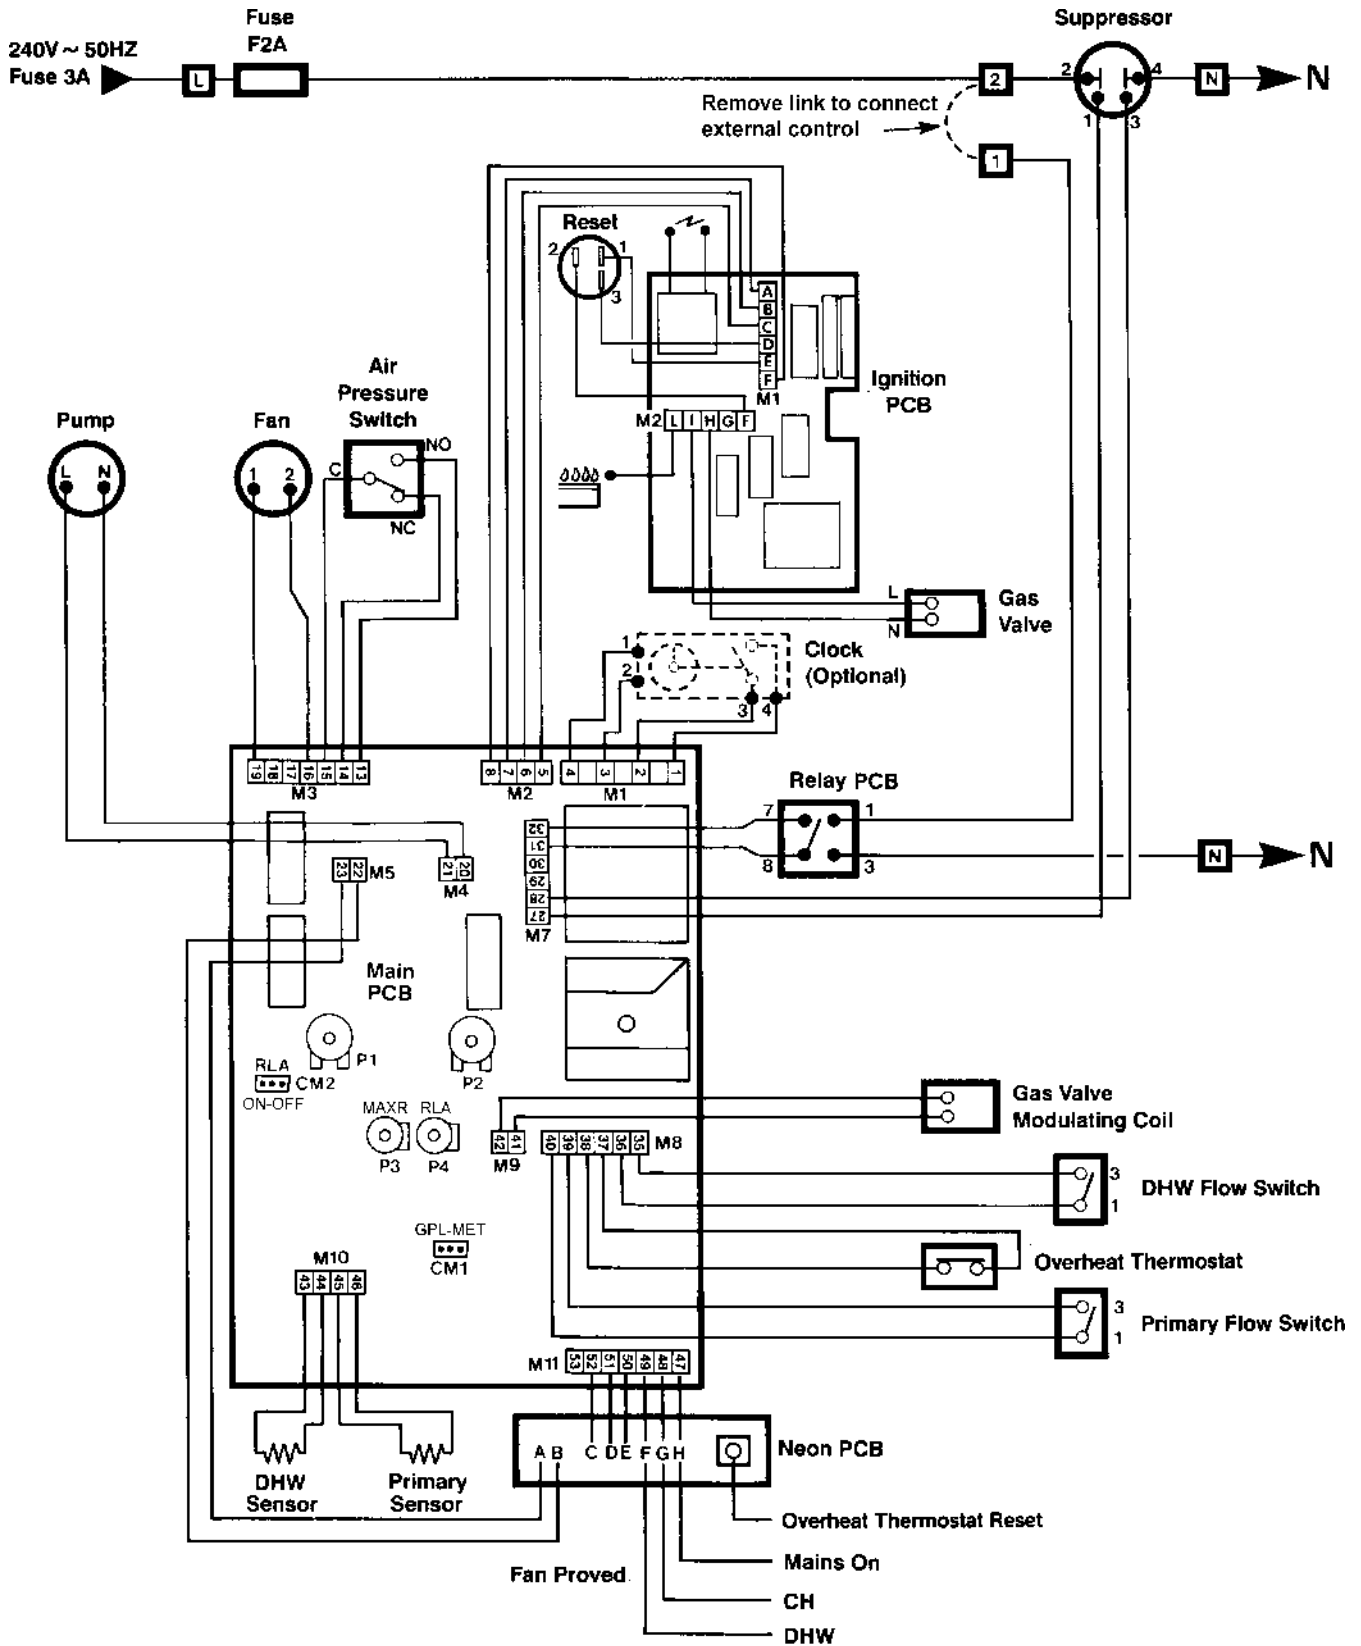 Fuse
F2A
Suppressor
240V ~ 50HZ
Fuse 3A
L
2
2
4
N
N
1
3
Remove link to connect
external control
1
Reset
2
1
3
A
B
C
D
E
F
M1
Ignition
PCB
M2 L I H G F
Air
Pressure
Switch
Pump
Fan
L N
1 2
C
NO
NC
L
N
Gas
Valve
1
2
3 4
Clock
(Optional)
19 18 17 16 15 14 13
M3
8 7 6 5
M2
4 3 2 1
M1
Relay PCB
7
1
8
3
N
N
32
31
30
29
28
27
M7
23 22 M5
21 20
M4
Main
PCB
P1
P2
RLA
CM2
ON-OFF
MAXR RLA
P3 P4
42 41
M9
40 39 38 37 36 35 M8
Gas Valve
Modulating Coil
3
1
DHW Flow Switch
GPL-MET
CM1
Overheat Thermostat
M10
43 44 45 46
3
1
Primary Flow Switch
M11 53 52 51 50 49 48 47
A B C D E F G H
Neon PCB
DHW
Sensor
Primary
Sensor
Overheat Thermostat Reset
Mains On
Fan Proved
CH
DHW